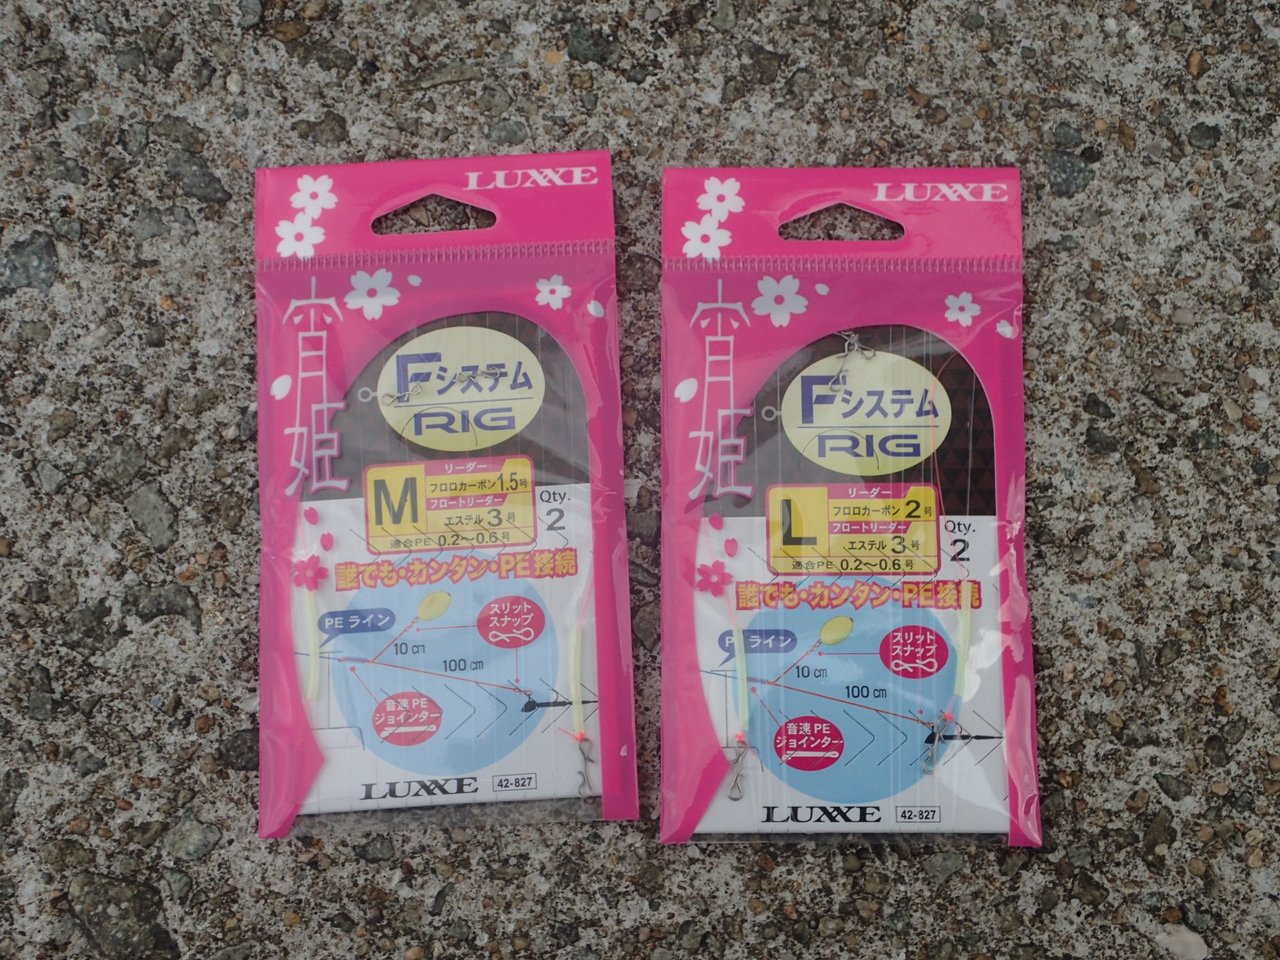 LUXXE
宵姫
Fシステム
RIG
M
リーダー
フロロカーボン1.5号
フロートリーダー
エステル3号
適合PE 0.2〜0.6号
Qty.
2
誰でも・カンタン・PE接続
PEライン
スリット
スナップ
10cm
100cm
音速PE
ジョインター
LUXXE
42-827
LUXXE
宵姫
Fシステム
RIG
L
リーダー
フロロカーボン2号
フロートリーダー
エステル3号
適合PE 0.2〜0.6号
Qty.
2
誰でも・カンタン・PE接続
PEライン
スリット
スナップ
10cm
100cm
音速PE
ジョインター
LUXXE
42-827